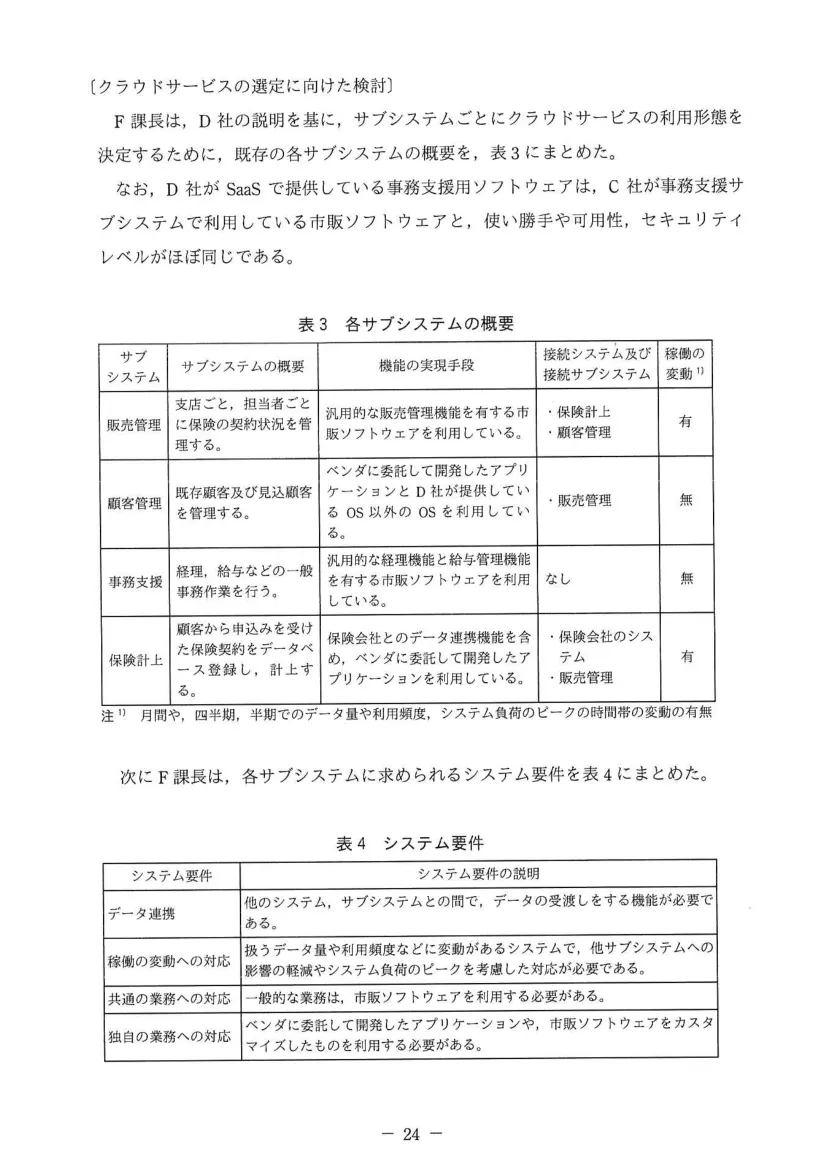 〔クラウドサービスの選定に向けた検討〕
F 課長は，D 社の説明を基に，サブシステムごとにクラウドサービスの利用形態を
決定するために，既存の各サブシステムの概要を，表 3 にまとめた。
なお，D 社が SaaS で提供している事務支援用ソフトウェアは，C 社が事務支援サ
ブシステムで利用している市販ソフトウェアと，使い勝手や可用性，セキュリティ
レベルがほぼ同じである。
表 3 各サブシステムの概要
サブ
システム
サブシステムの概要
機能の実現手段
接続システム及び
接続サブシステム
稼働の
変動 1)
販売管理
支店ごと，担当者ごと
に保険の契約状況を管
理する。
汎用的な販売管理機能を有する市
販ソフトウェアを利用している。
・保険計上
・顧客管理
有
顧客管理
既存顧客及び見込顧客
を管理する。
ベンダに委託して開発したアプリ
ケーションと D 社が提供してい
る OS 以外の OS を利用してい
る。
・販売管理
無
事務支援
経理，給与などの一般
事務作業を行う。
汎用的な経理機能と給与管理機能
を有する市販ソフトウェアを利用
している。
なし
無
保険計上
顧客から申込みを受け
た保険契約をデータベ
ース登録し，計上す
る。
保険会社とのデータ連携機能を含
め，ベンダに委託して開発したア
プリケーションを利用している。
・保険会社のシス
テム
・販売管理
有
注 1) 月間や，四半期，半期でのデータ量や利用頻度，システム負荷のピークの時間帯の変動の有無
次に F 課長は，各サブシステムに求められるシステム要件を表 4 にまとめた。
表 4 システム要件
システム要件
システム要件の説明
データ連携
他のシステム，サブシステムとの間で，データの受渡しをする機能が必要で
ある。
稼働の変動への対応
扱うデータ量や利用頻度などに変動があるシステムで，他サブシステムへの
影響の軽減やシステム負荷のピークを考慮した対応が必要である。
共通の業務への対応
一般的な業務は，市販ソフトウェアを利用する必要がある。
独自の業務への対応
ベンダに委託して開発したアプリケーションや，市販ソフトウェアをカスタ
マイズしたものを利用する必要がある。
－ 24 －